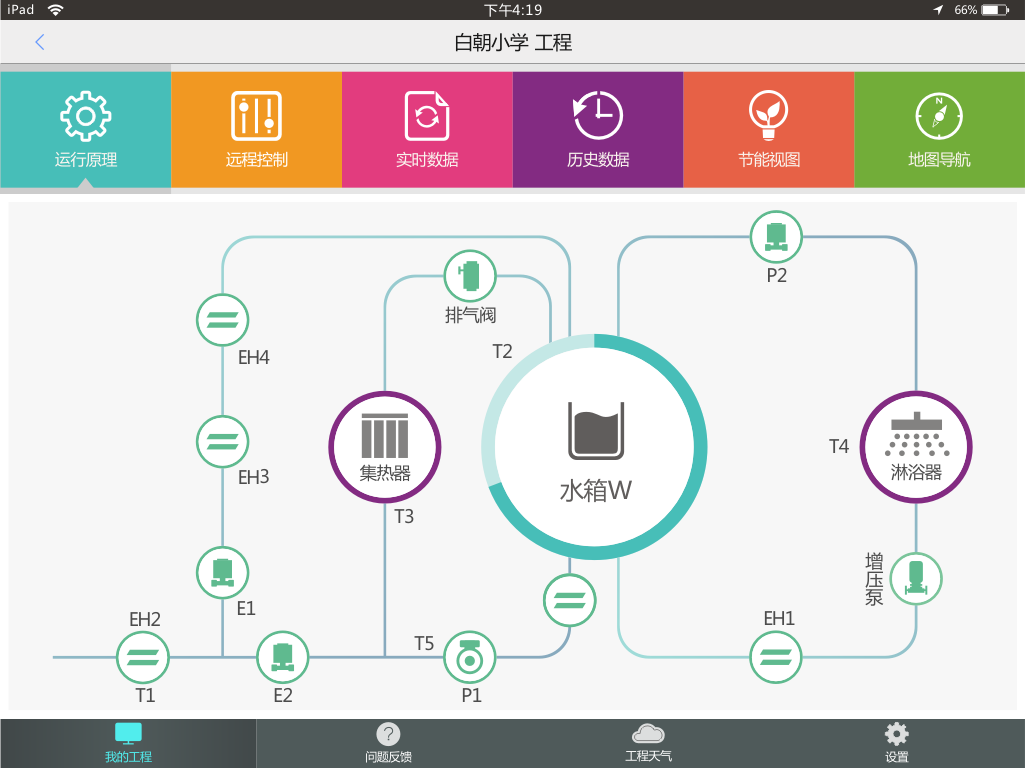 iPad 下午4:19 66%
白朝小学 工程
运行原理 远程控制 实时数据 历史数据 节能视图 地图导航
N
P2
排气阀
T2
EH4
T4
集热器
淋浴器
EH3
水箱W
T3
增压泵
E1
EH2
EH1
T5
T1
E2
P1
我的工程 问题反馈 工程天气 设置